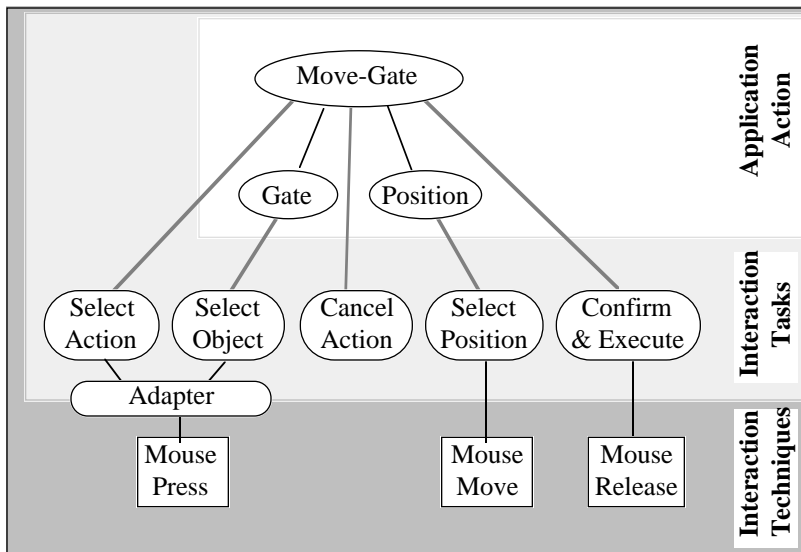 Move-Gate
Gate
Position
Select
Action
Select
Object
Cancel
Action
Select
Position
Confirm
& Execute
Adapter
Mouse
Press
Mouse
Move
Mouse
Release
Application
Action
Interaction
Tasks
Interaction
Techniques